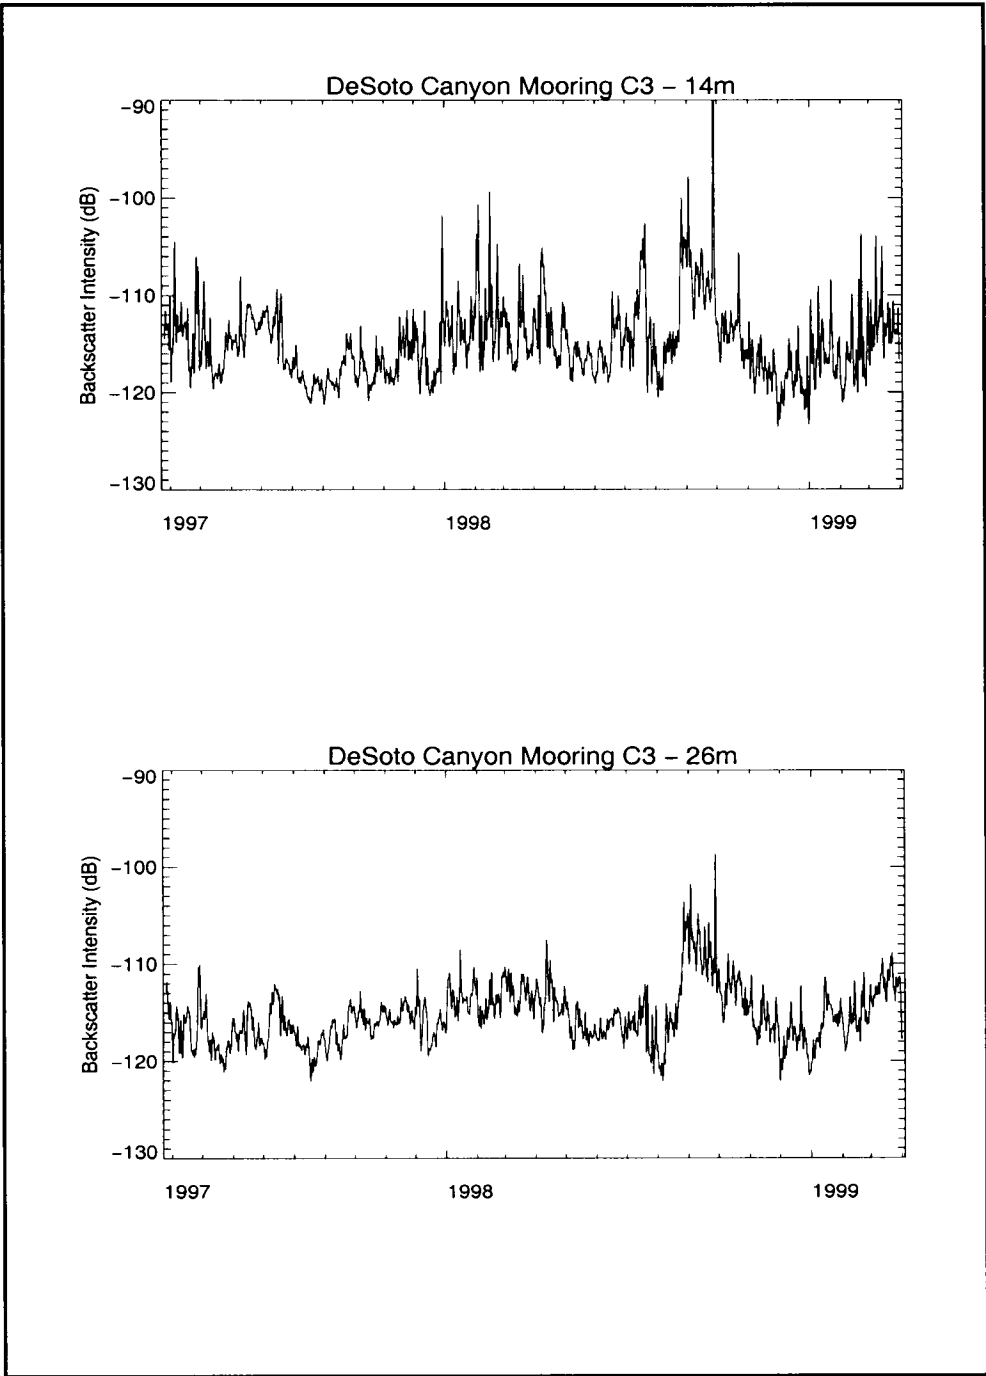 DeSoto Canyon Mooring C3 – 14m
−90
−100
−110
−120
−130
Backscatter Intensity (dB)
1997 1998 1999
DeSoto Canyon Mooring C3 – 26m
−90
−100
−110
−120
−130
Backscatter Intensity (dB)
1997 1998 1999